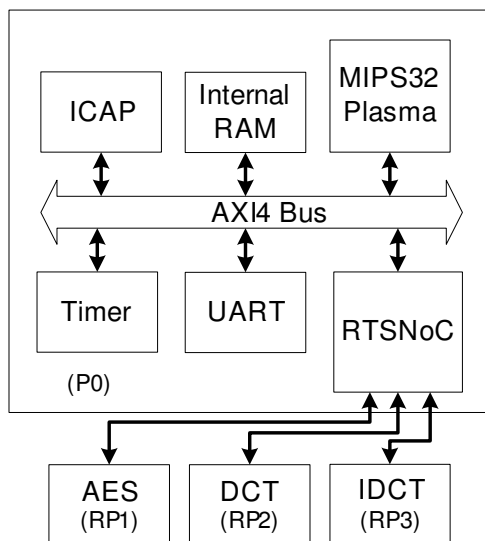 ICAP
Internal
RAM
MIPS32
Plasma
AXI4 Bus
Timer
UART
RTSNoC
(P0)
AES
(RP1)
DCT
(RP2)
IDCT
(RP3)